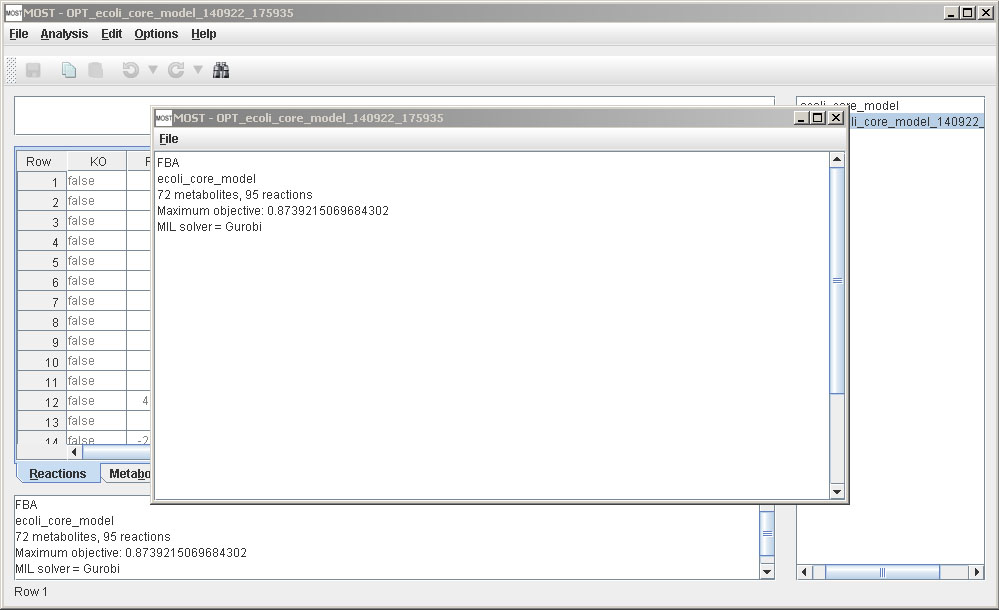 MOST MOST - OPT_ecoli_core_model_140922_175935
File Analysis Edit Options Help
ecoli_core_model
li_core_model_140922_
MOST MOST - OPT_ecoli_core_model_140922_175935
File
FBA
ecoli_core_model
72 metabolites, 95 reactions
Maximum objective: 0.8739215069684302
MIL solver = Gurobi
Row KO F
1 false
2 false
3 false
4 false
5 false
6 false
7 false
8 false
9 false
10 false
11 false
12 false 4
13 false
14 false -2
Reactions Metabo
FBA
ecoli_core_model
72 metabolites, 95 reactions
Maximum objective: 0.8739215069684302
MIL solver = Gurobi
Row 1